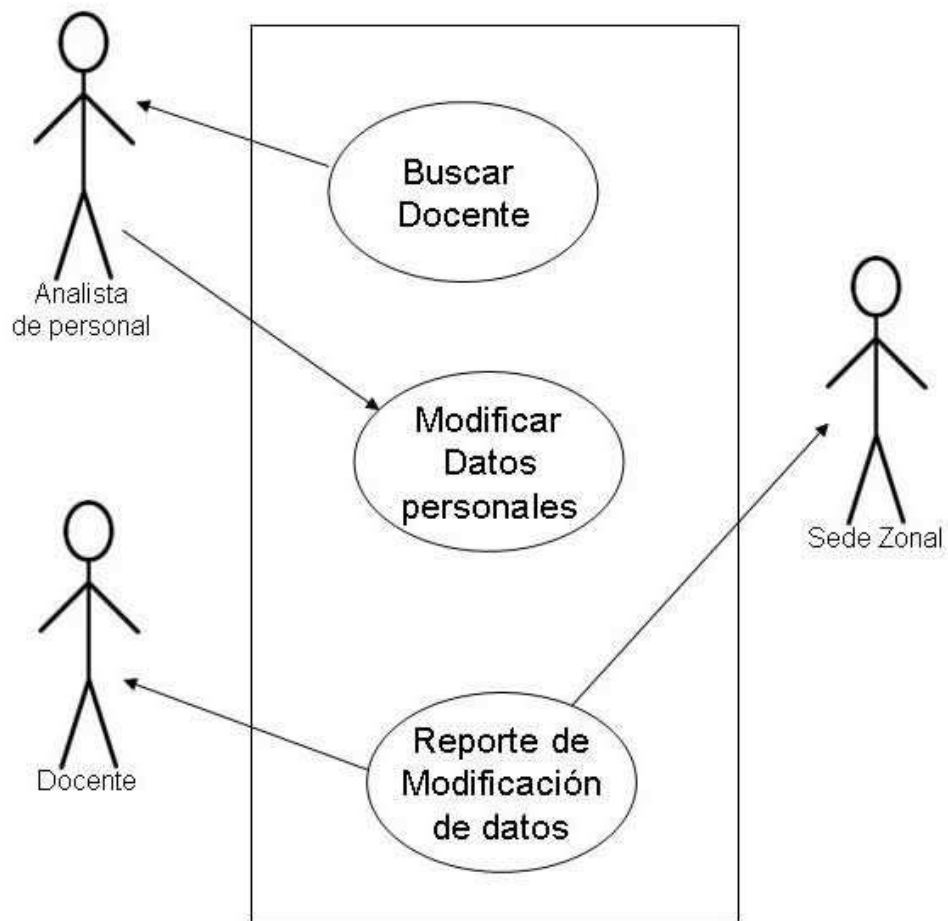 Buscar
Docente
Analista
de personal
Modificar
Datos
personales
Sede Zonal
Reporte de
Modificación
de datos
Docente